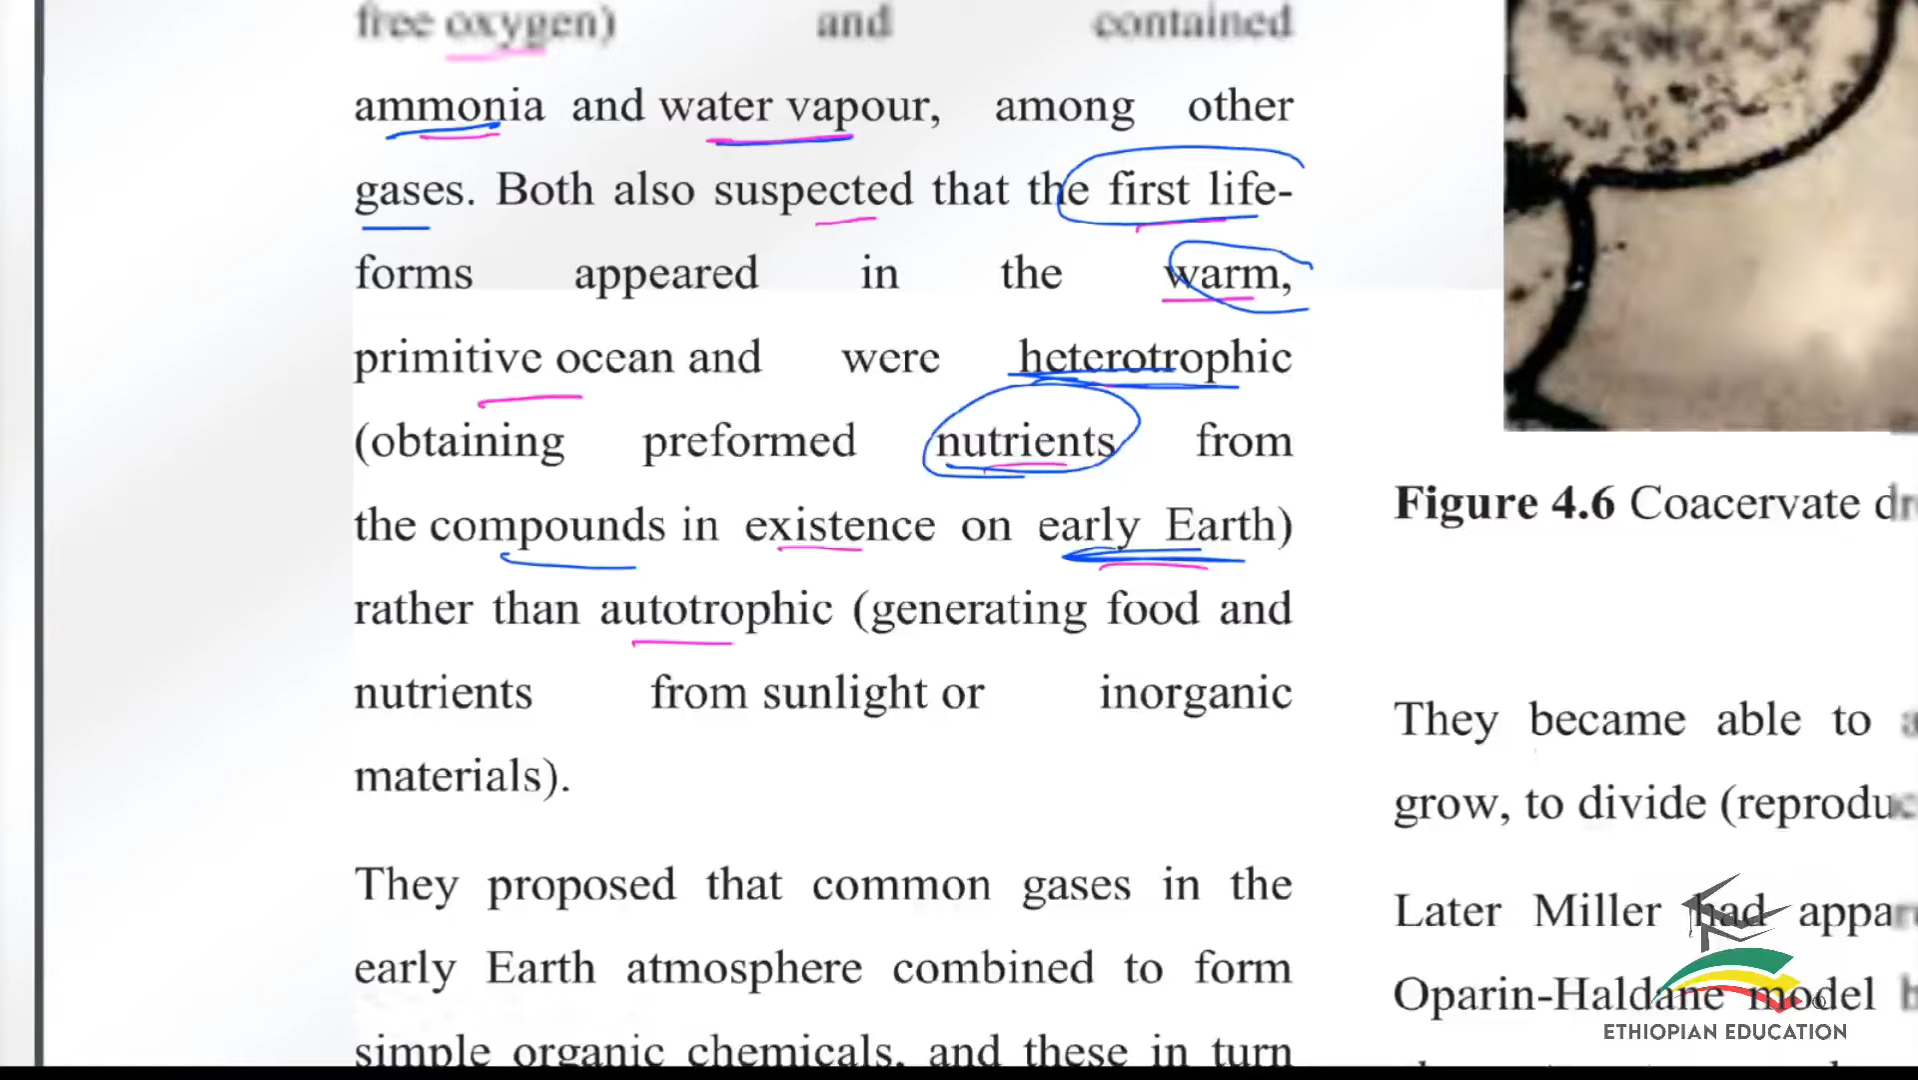 free oxygen) and contained
ammonia and water vapour, among other
gases. Both also suspected that the first life-
forms appeared in the warm,
primitive ocean and were heterotrophic
(obtaining preformed nutrients from
the compounds in existence on early Earth)
rather than autotrophic (generating food and
nutrients from sunlight or inorganic
materials).
They proposed that common gases in the
early Earth atmosphere combined to form
simple organic chemicals, and these in turn
Figure 4.6 Coacervate
They became able to
grow, to divide
Later Miller had
Oparin-Haldane model
ETHIOPIAN EDUCATION